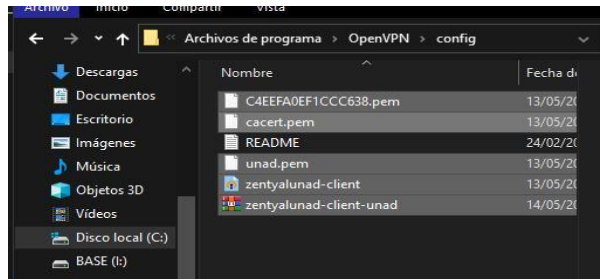 Archivo Inicio Compartir Vista
« Archivos de programa > OpenVPN > config
Descargas
Documentos
Escritorio
Imágenes
Música
Objetos 3D
Vídeos
Disco local (C:)
BASE (I:)
Nombre Fecha d
C4EEFA0EF1CCC638.pem 13/05/20
cacert.pem 13/05/20
README 24/02/20
unad.pem 13/05/20
zentyalunad-client 13/05/20
zentyalunad-client-unad 14/05/20